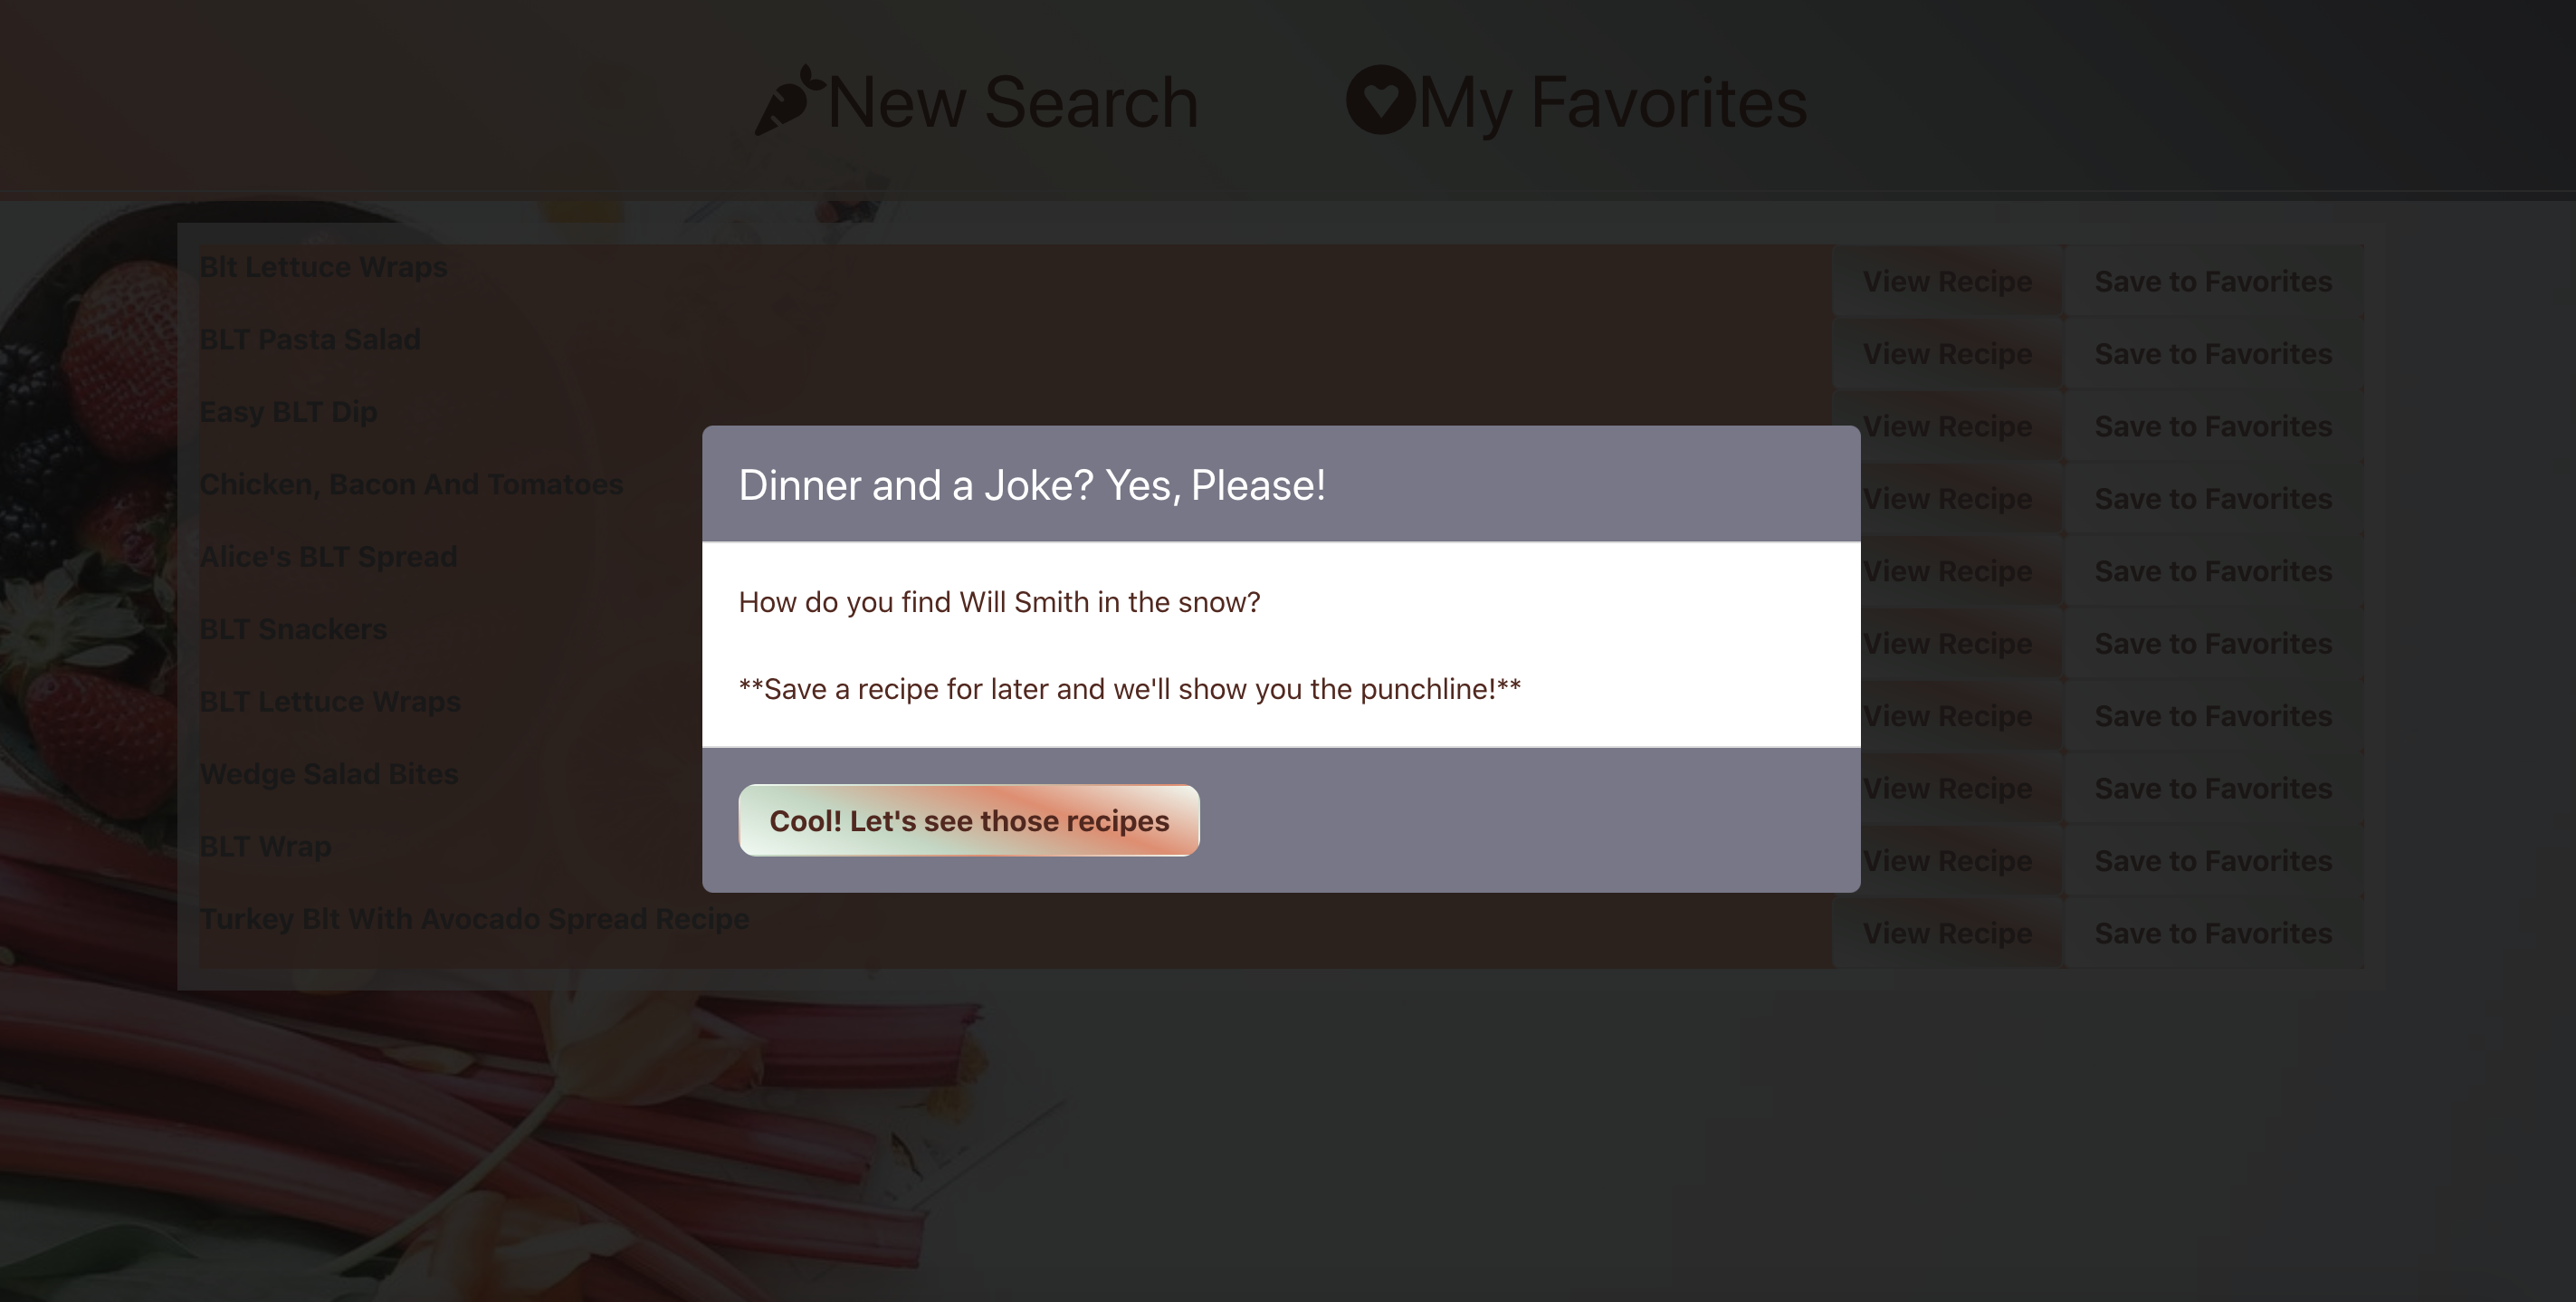 New Search My Favorites
Blt Lettuce Wraps View Recipe Save to Favorites
BLT Pasta Salad View Recipe Save to Favorites
Easy BLT Dip View Recipe Save to Favorites
Chicken, Bacon And Tomatoes View Recipe Save to Favorites
Alice's BLT Spread View Recipe Save to Favorites
BLT Snackers View Recipe Save to Favorites
BLT Lettuce Wraps View Recipe Save to Favorites
Wedge Salad Bites View Recipe Save to Favorites
BLT Wrap View Recipe Save to Favorites
Turkey Blt With Avocado Spread Recipe View Recipe Save to Favorites
Dinner and a Joke? Yes, Please!
How do you find Will Smith in the snow?
**Save a recipe for later and we'll show you the punchline!**
Cool! Let's see those recipes